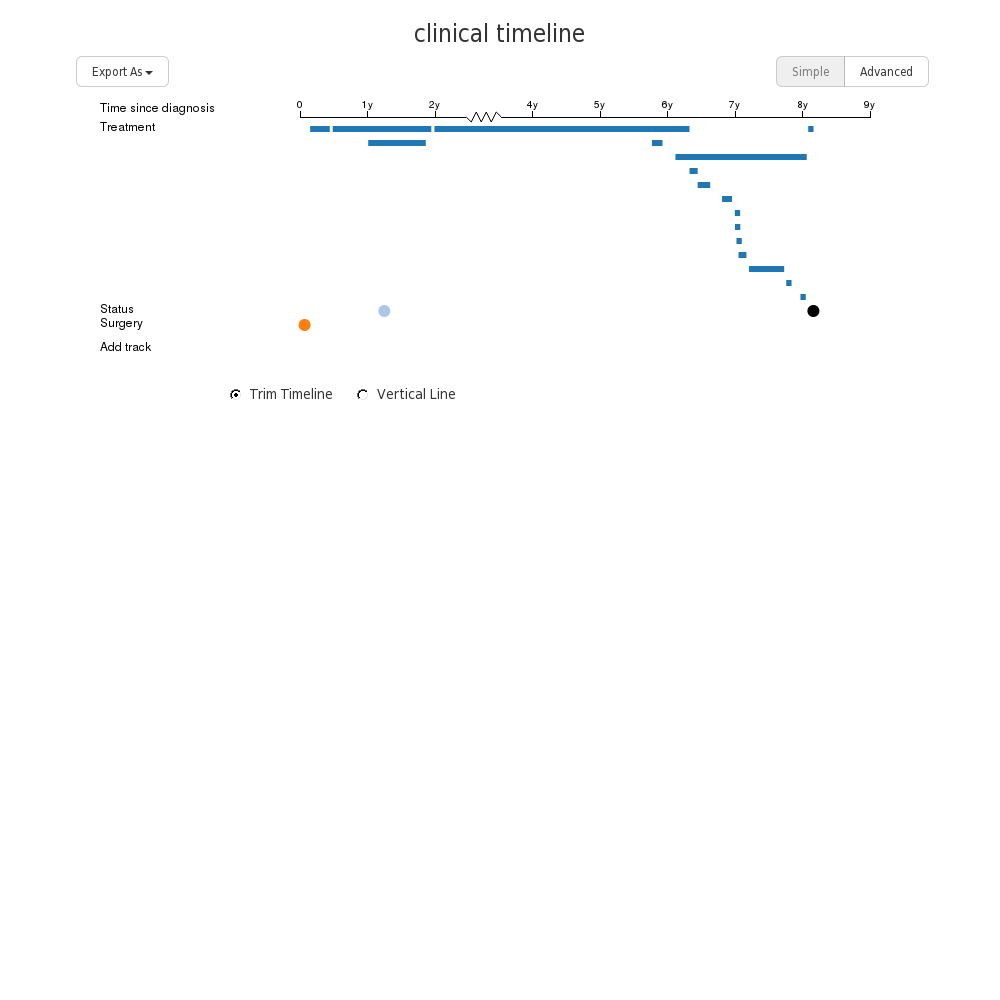 clinical timeline
Export As
Simple Advanced
Time since diagnosis 0 1y 2y 4y 5y 6y 7y 8y 9y
Treatment
Status
Surgery
Add track
Trim Timeline Vertical Line